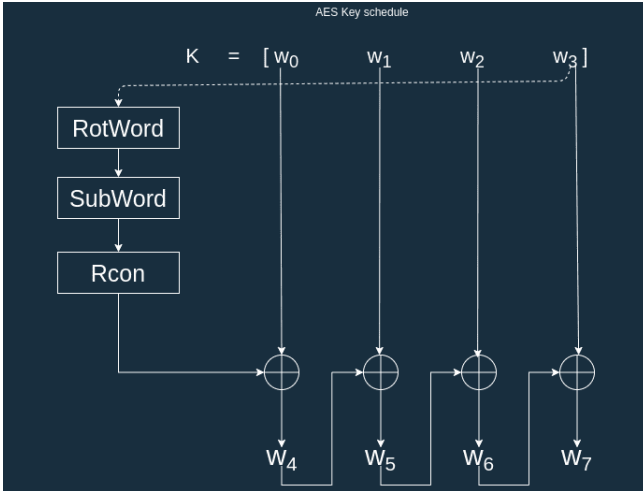 AES Key schedule
K = [ w₀ w₁ w₂ w₃ ]
RotWord
SubWord
Rcon
w₄ w₅ w₆ w₇